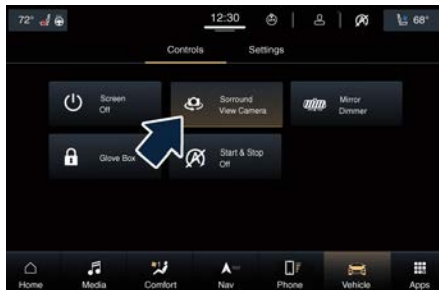 72°
12:30
68°
Controls
Settings
Screen
Off
Sorround
View Camera
Mirror
Dimmer
Glove Box
Start & Stop
Off
Home
Media
Comfort
Nav
Phone
Vehicle
Apps